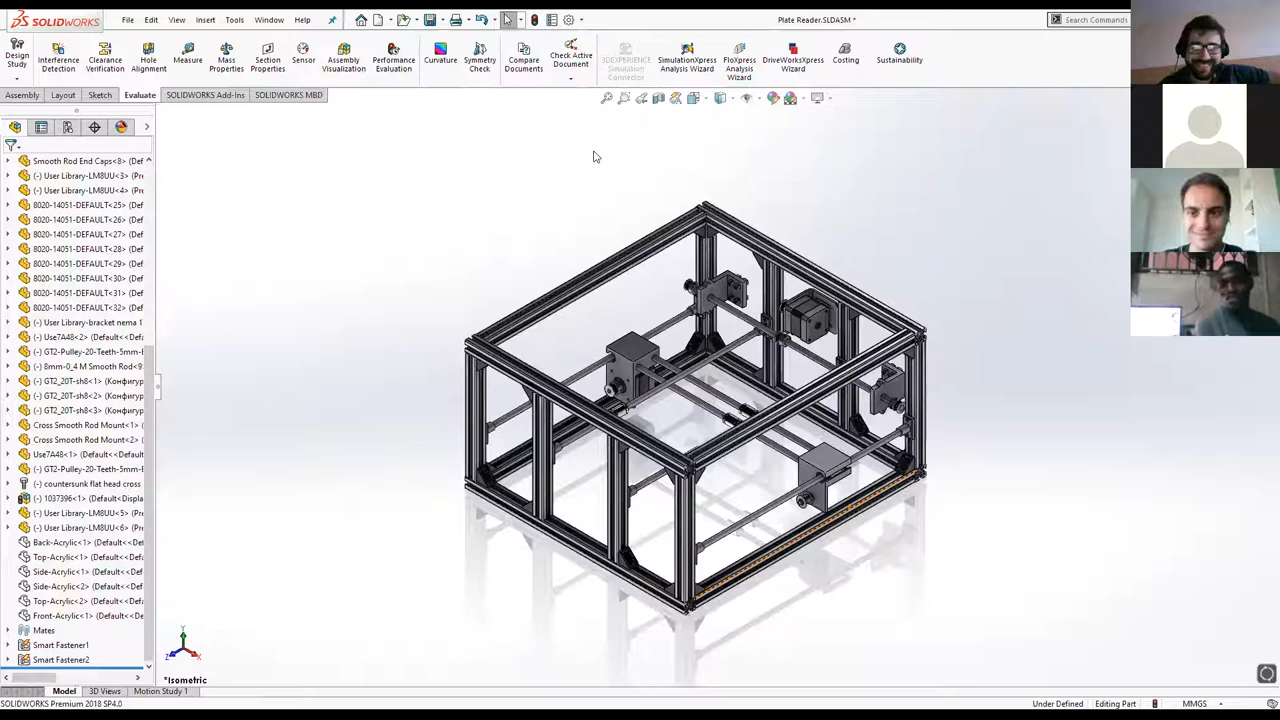 SOLIDWORKS File Edit View Insert Tools Window Help Plate Reader.SLDASM * Search Commands
Design Study Interference Detection Clearance Verification Hole Alignment Measure Mass Properties Section Properties Sensor Assembly Visualization Performance Evaluation Curvature Symmetry Check Compare Documents Check Active Document 3DEXPERIENCE Simulation Connector SimulationXpress Analysis Wizard FloXpress Analysis Wizard DriveWorksXpress Wizard Costing Sustainability
Assembly Layout Sketch Evaluate SOLIDWORKS Add-Ins SOLIDWORKS MBD
Smooth Rod End Caps<8> (Def
(-) User Library-LM8UU<3> (Pre
(-) User Library-LM8UU<4> (Pre
8020-14051-DEFAULT<25> (Def
8020-14051-DEFAULT<26> (Def
8020-14051-DEFAULT<27> (Def
8020-14051-DEFAULT<28> (Def
8020-14051-DEFAULT<29> (Def
8020-14051-DEFAULT<30> (Def
8020-14051-DEFAULT<31> (Def
8020-14051-DEFAULT<32> (Def
(-) User Library-bracket nema 1
(-) Use7A48<2> (Default<<Defa
(-) GT2-Pulley-20-Teeth-5mm-E
(-) 8mm-0_4 M Smooth Rod<9
(-) GT2_20T-sh8<1> (Конфигур
(-) GT2_20T-sh8<2> (Конфигур
(-) GT2_20T-sh8<3> (Конфигур
Cross Smooth Rod Mount<1> (
Cross Smooth Rod Mount<2> (
Use7A48<1> (Default<<Default
(-) GT2-Pulley-20-Teeth-5mm-E
(-) countersunk flat head cross
(-) 1037396<1> (Default<Displa
(-) User Library-LM8UU<5> (Pre
(-) User Library-LM8UU<6> (Pre
Back-Acrylic<1> (Default<<Def
Top-Acrylic<1> (Default<<Defa
Side-Acrylic<1> (Default<<Def
Side-Acrylic<2> (Default<<Def
Top-Acrylic<2> (Default<<Defa
Front-Acrylic<1> (Default<<De
Mates
Smart Fastener1
Smart Fastener2
Y
Z X
*Isometric
Model 3D Views Motion Study 1
SOLIDWORKS Premium 2018 SP4.0 Under Defined Editing Part MMGS